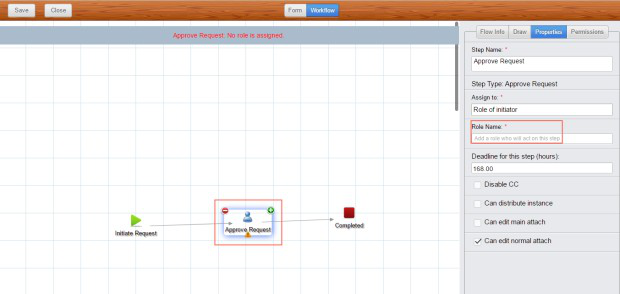 Save
Close
Form
Workflow
Approve Request: No role is assigned
Flow Info
Draw
Properties
Permissions
Step Name: *
Approve Request
Step Type: Approve Request
Assign to: *
Role of initiator
Role Name: *
Add a role who will act on this step
Deadline for this step (hours):
168.00
Disable CC
Can distribute instance
Can edit main attach
Can edit normal attach
Initiate Request
Approve Request
Completed